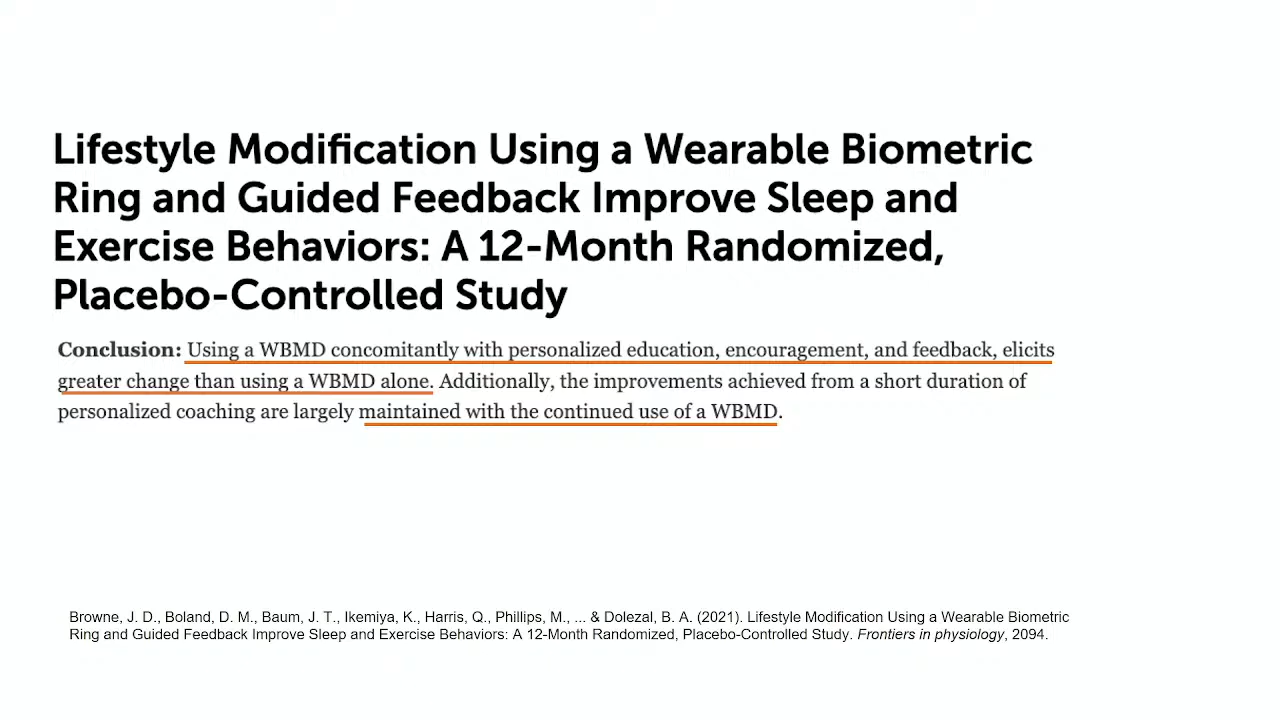 Lifestyle Modification Using a Wearable Biometric
Ring and Guided Feedback Improve Sleep and
Exercise Behaviors: A 12-Month Randomized,
Placebo-Controlled Study
Conclusion: Using a WBMD concomitantly with personalized education, encouragement, and feedback, elicits
greater change than using a WBMD alone. Additionally, the improvements achieved from a short duration of
personalized coaching are largely maintained with the continued use of a WBMD.
Browne, J. D., Boland, D. M., Baum, J. T., Ikemiya, K., Harris, Q., Phillips, M., ... & Dolezal, B. A. (2021). Lifestyle Modification Using a Wearable Biometric
Ring and Guided Feedback Improve Sleep and Exercise Behaviors: A 12-Month Randomized, Placebo-Controlled Study. Frontiers in physiology, 2094.